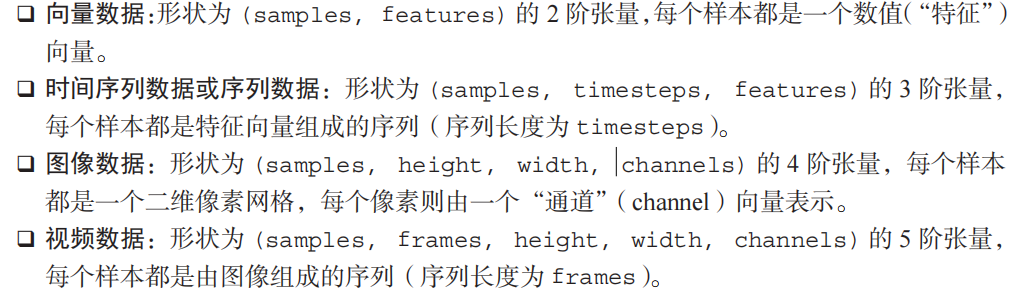 ❑ 向量数据:形状为 (samples, features) 的 2 阶张量,每个样本都是一个数值(“特征”)
向量。
❑ 时间序列数据或序列数据：形状为 (samples, timesteps, features) 的 3 阶张量，
每个样本都是特征向量组成的序列（序列长度为 timesteps）。
❑ 图像数据：形状为 (samples, height, width, channels) 的 4 阶张量，每个样本
都是一个二维像素网格，每个像素则由一个“通道”（channel）向量表示。
❑ 视频数据：形状为 (samples, frames, height, width, channels) 的 5 阶张量，
每个样本都是由图像组成的序列（序列长度为 frames）。